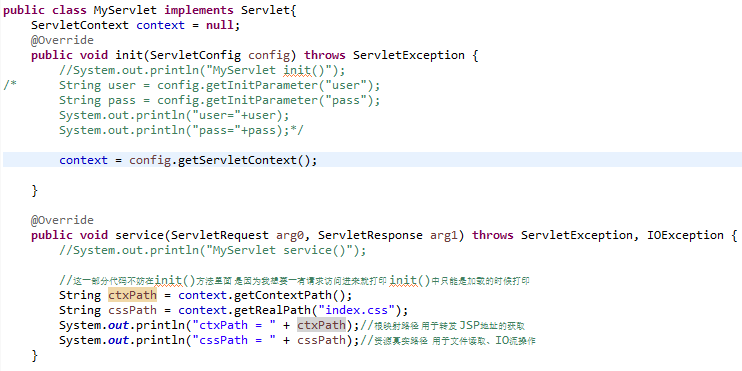 public class MyServlet implements Servlet{
ServletContext context = null;
@Override
public void init(ServletConfig config) throws ServletException {
//System.out.println("MyServlet init()");
/* String user = config.getInitParameter("user");
String pass = config.getInitParameter("pass");
System.out.println("user="+user);
System.out.println("pass="+pass);*/
context = config.getServletContext();
}
@Override
public void service(ServletRequest arg0, ServletResponse arg1) throws ServletException, IOException {
//System.out.println("MyServlet service()");
//这一部分代码不放在init()方法里面 是因为我想要一有请求访问进来就打印 init()中只能是加载的时候打印
String ctxPath = context.getContextPath();
String cssPath = context.getRealPath("index.css");
System.out.println("ctxPath = " + ctxPath);//根映射路径 用于转发 JSP地址的获取
System.out.println("cssPath = " + cssPath);//资源真实路径 用于文件读取、IO流操作
}